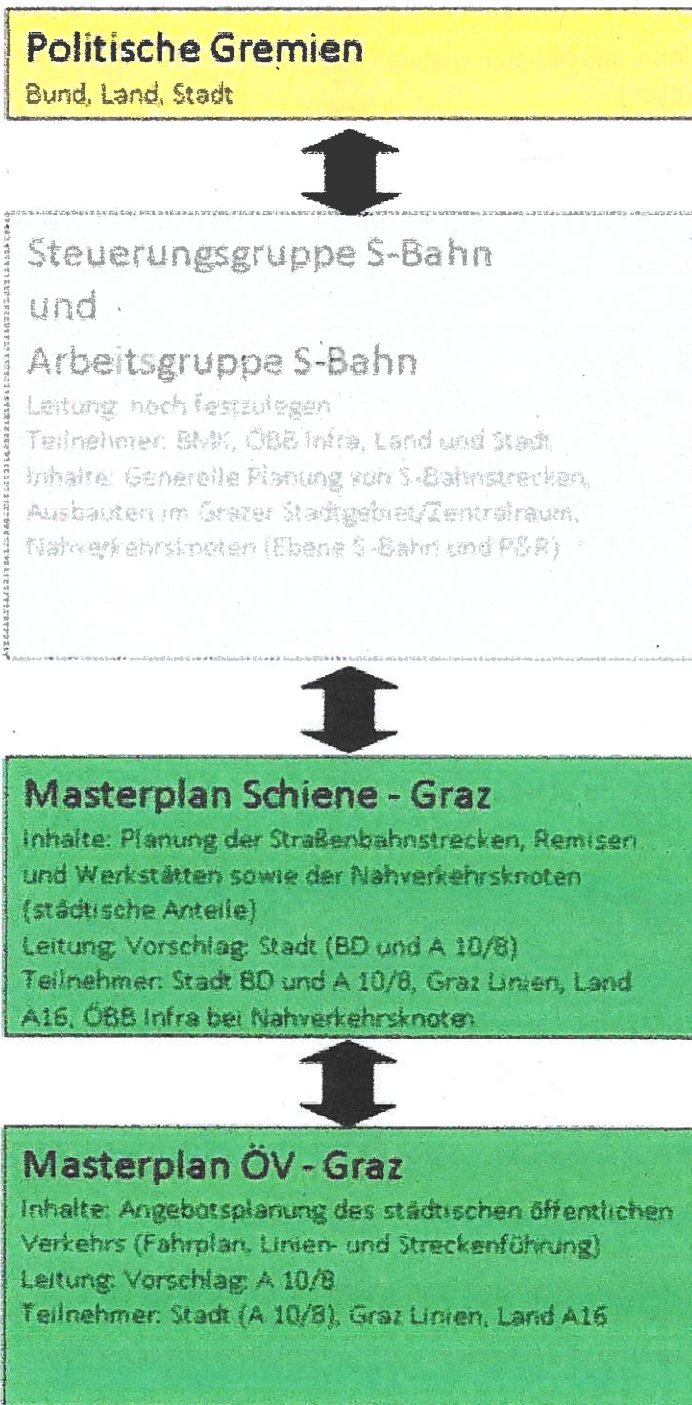 Politische Gremien
Bund, Land, Stadt
Steuerungsgruppe S-Bahn
und
Arbeitsgruppe S-Bahn
Leitung: noch festzulegen
Teilnehmer: BMK, ÖBB Infra, Land und Stadt
Inhalte: Generelle Planung von S-Bahnstrecken,
Ausbauten im Grazer Stadtgebiet/Zentralraum,
Nahverkehrsknoten (Ebene S-Bahn und P&R)
Masterplan Schiene - Graz
Inhalte: Planung der Straßenbahnstrecken, Remisen
und Werkstätten sowie der Nahverkehrsknoten
(städtische Anteile)
Leitung: Vorschlag: Stadt (BD und A 10/8)
Teilnehmer: Stadt BD und A 10/8, Graz Linien, Land
A16, ÖBB Infra bei Nahverkehrsknoten
Masterplan ÖV - Graz
Inhalte: Angebotsplanung des städtischen öffentlichen
Verkehrs (Fahrplan, Linien- und Streckenführung)
Leitung: Vorschlag: A 10/8
Teilnehmer: Stadt (A 10/8), Graz Linien, Land A16